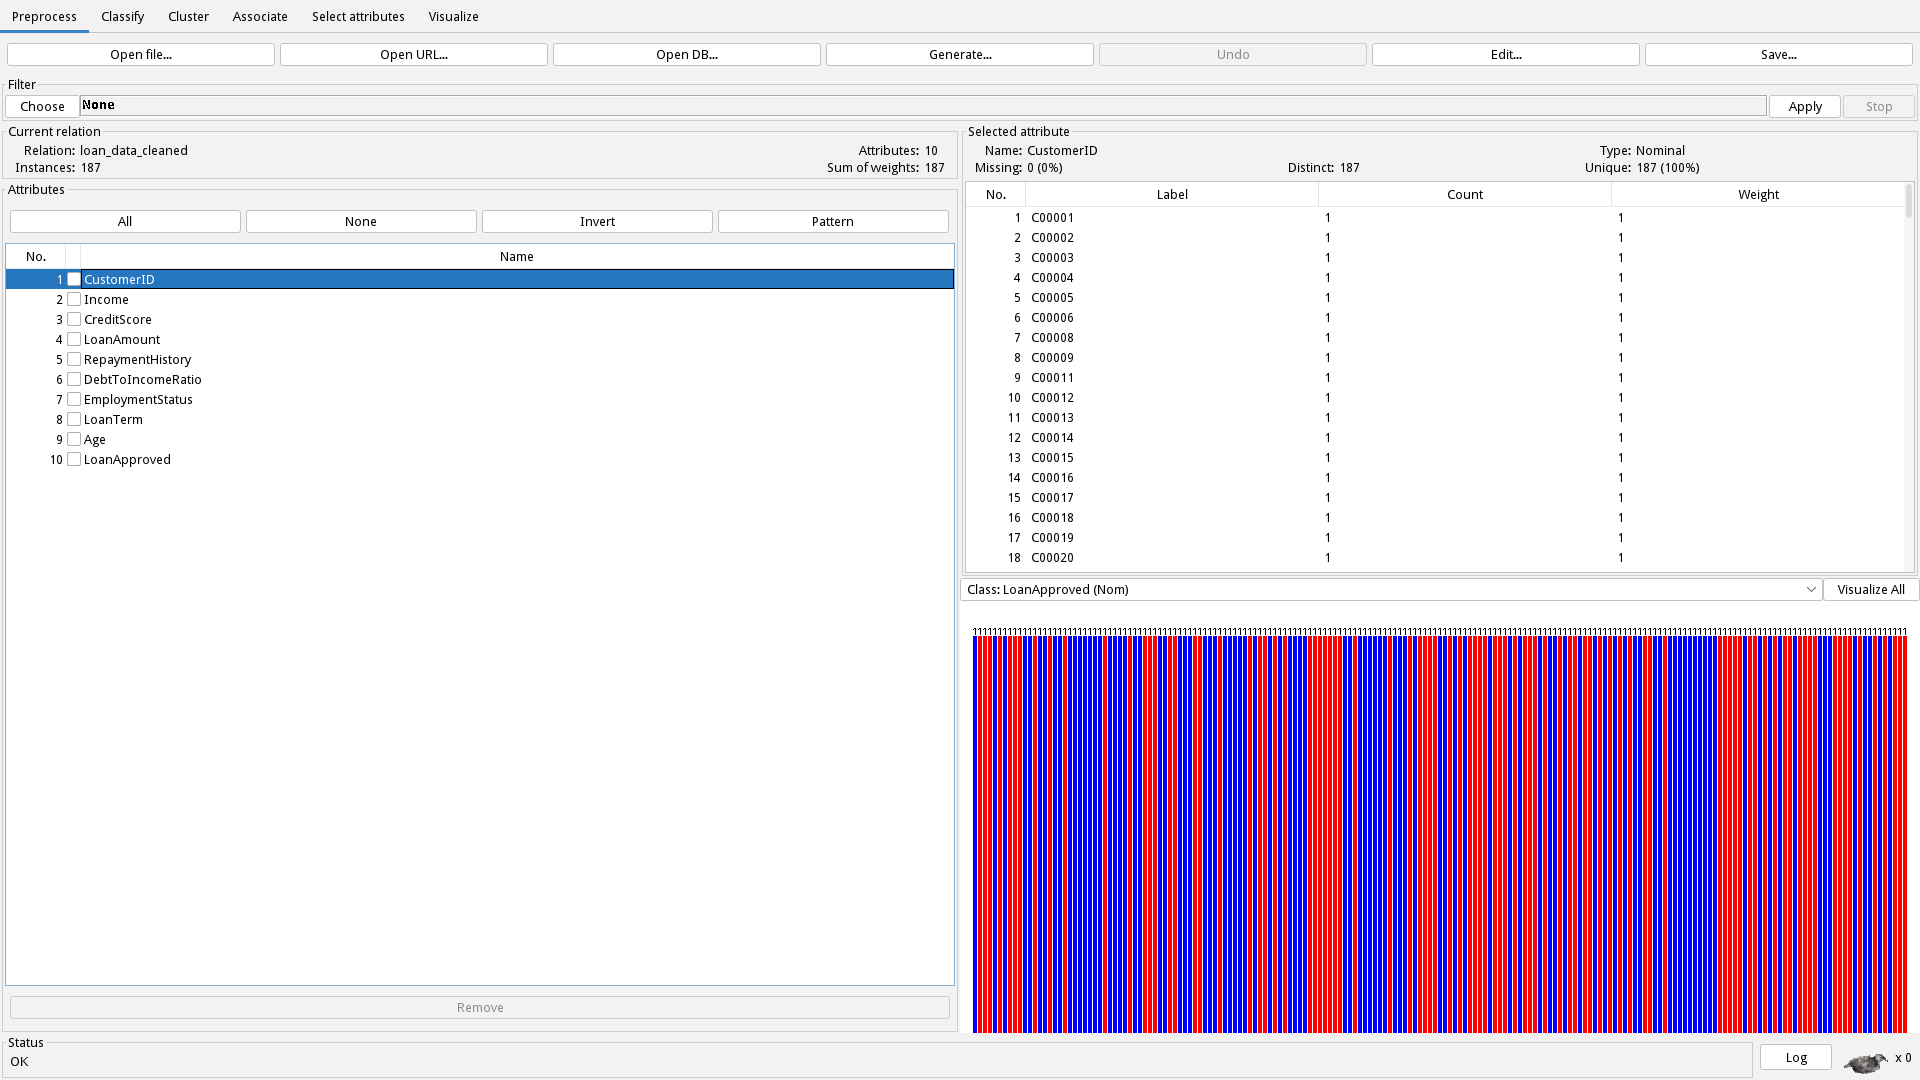 Preprocess Classify Cluster Associate Select attributes Visualize
Open file... Open URL... Open DB... Generate... Undo Edit... Save...
Filter
Choose None Apply Stop
Current relation
Relation: loan_data_cleaned Attributes: 10
Instances: 187 Sum of weights: 187
Attributes
All None Invert Pattern
No. Name
1 CustomerID
2 Income
3 CreditScore
4 LoanAmount
5 RepaymentHistory
6 DebtToIncomeRatio
7 EmploymentStatus
8 LoanTerm
9 Age
10 LoanApproved
Remove
Selected attribute
Name: CustomerID Type: Nominal
Missing: 0 (0%) Distinct: 187 Unique: 187 (100%)
No. Label Count Weight
1 C00001 1 1
2 C00002 1 1
3 C00003 1 1
4 C00004 1 1
5 C00005 1 1
6 C00006 1 1
7 C00008 1 1
8 C00009 1 1
9 C00011 1 1
10 C00012 1 1
11 C00013 1 1
12 C00014 1 1
13 C00015 1 1
14 C00016 1 1
15 C00017 1 1
16 C00018 1 1
17 C00019 1 1
18 C00020 1 1
Class: LoanApproved (Nom) Visualize All
Status
OK Log x 0